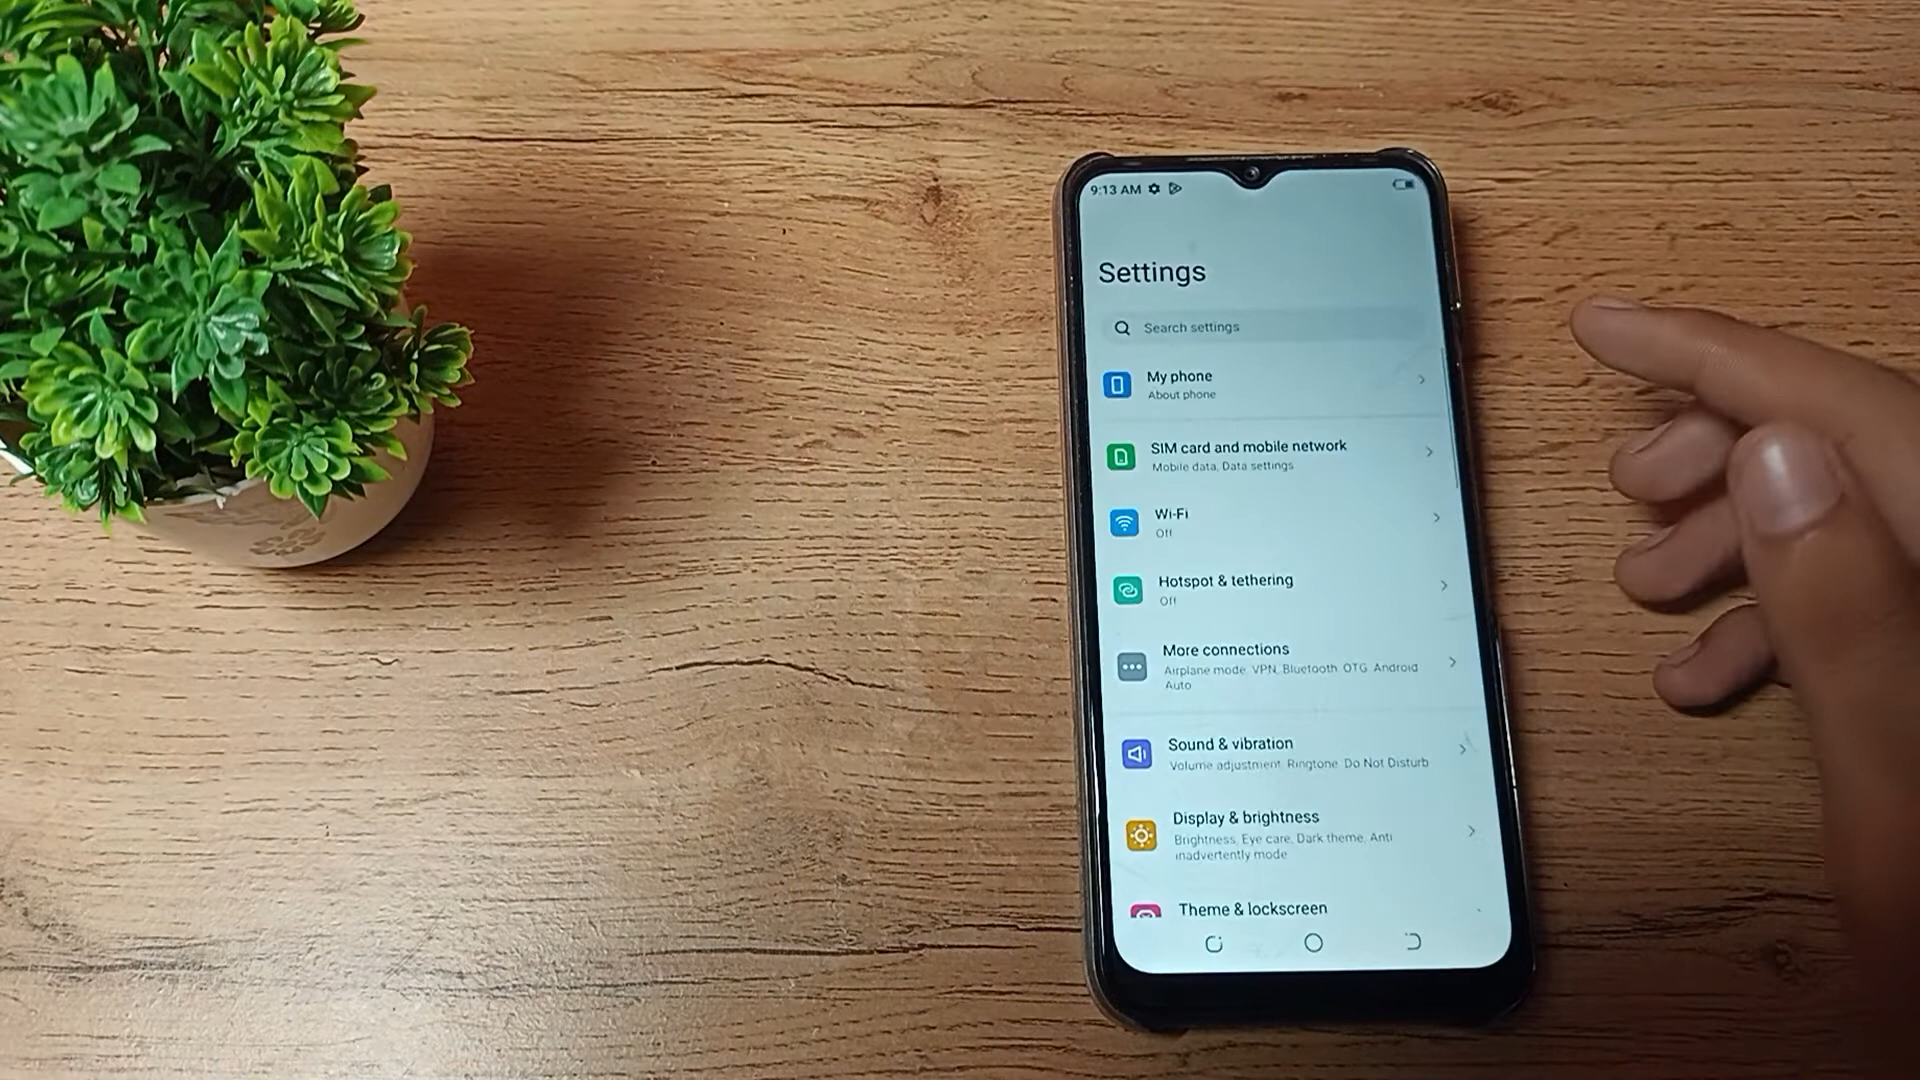 9:13 AM
Settings
Search settings
My phone
About phone
SIM card and mobile network
Mobile data, Data settings
Wi-Fi
Off
Hotspot & tethering
Off
More connections
Airplane mode, VPN, Bluetooth, OTG, Android
Auto
Sound & vibration
Volume adjustment, Ringtone, Do Not Disturb
Display & brightness
Brightness, Eye care, Dark theme, Anti
inadvertently mode
Theme & lockscreen